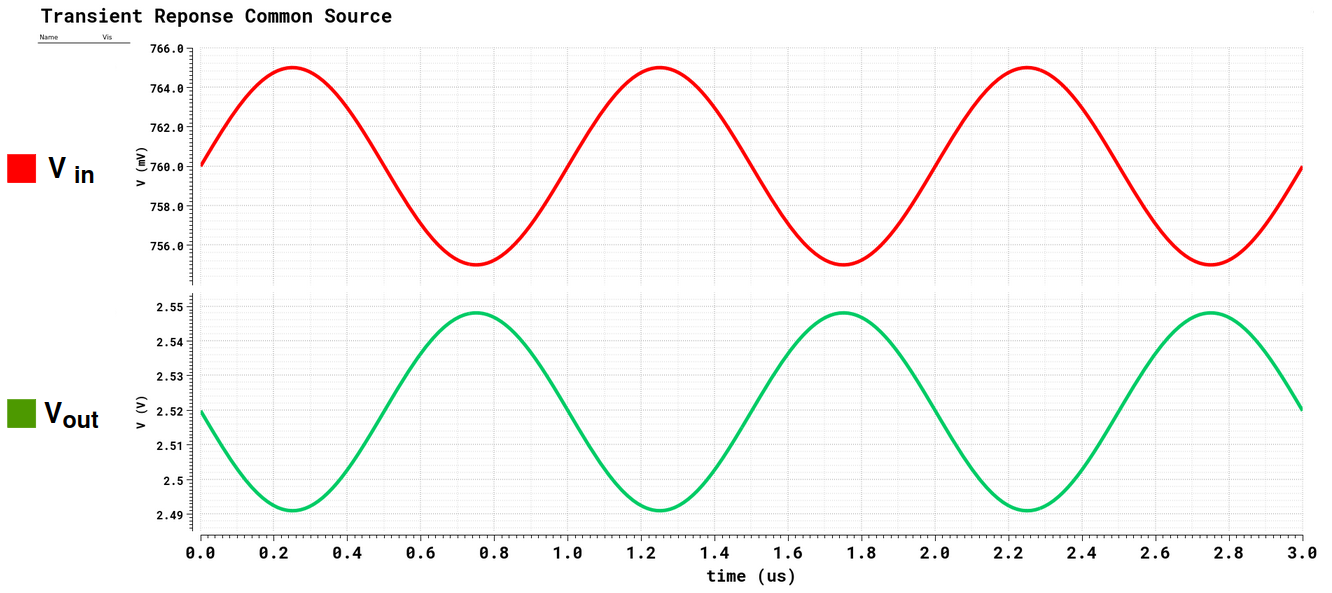 Transient Reponse Common Source
Name Vis
766.0
764.0
762.0
760.0
758.0
756.0
V (mV)
V in
2.55
2.54
2.53
2.52
2.51
2.5
2.49
V (V)
Vout
0.0 0.2 0.4 0.6 0.8 1.0 1.2 1.4 1.6 1.8 2.0 2.2 2.4 2.6 2.8 3.0
time (us)